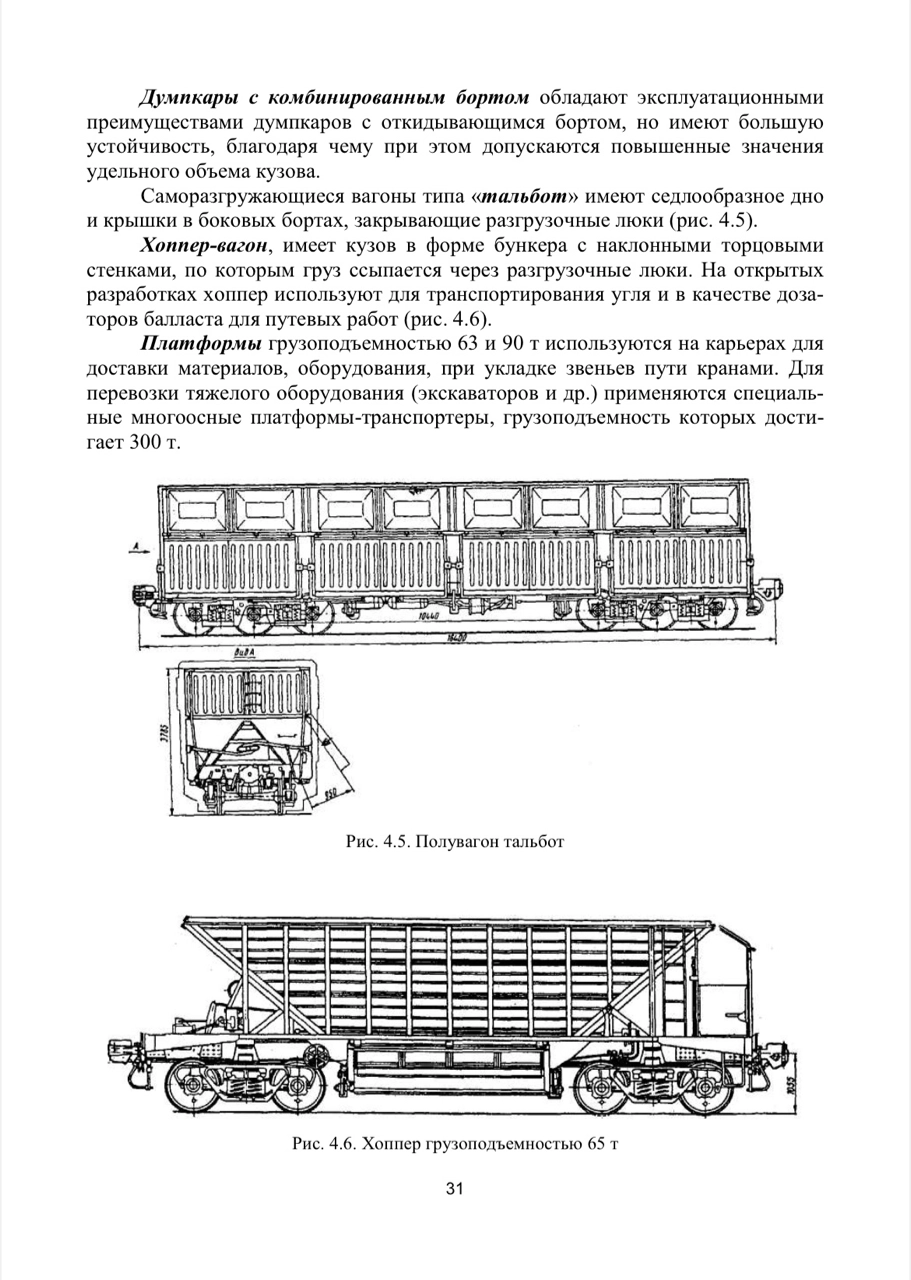 Думпкары с комбинированным бортом обладают эксплуатационными
преимуществами думпкаров с откидывающимся бортом, но имеют большую
устойчивость, благодаря чему при этом допускаются повышенные значения
удельного объема кузова.
Саморазгружающиеся вагоны типа «тальбот» имеют седлообразное дно
и крышки в боковых бортах, закрывающие разгрузочные люки (рис. 4.5).
Хоппер-вагон, имеет кузов в форме бункера с наклонными торцовыми
стенками, по которым груз ссыпается через разгрузочные люки. На открытых
разработках хоппер используют для транспортирования угля и в качестве доза-
торов балласта для путевых работ (рис. 4.6).
Платформы грузоподъемностью 63 и 90 т используются на карьерах для
доставки материалов, оборудования, при укладке звеньев пути кранами. Для
перевозки тяжелого оборудования (экскаваторов и др.) применяются специаль-
ные многоосные платформы-транспортеры, грузоподъемность которых дости-
гает 300 т.
А
10440
16400
Вид А
3785
950
Рис. 4.5. Полувагон тальбот
1055
Рис. 4.6. Хоппер грузоподъемностью 65 т
31